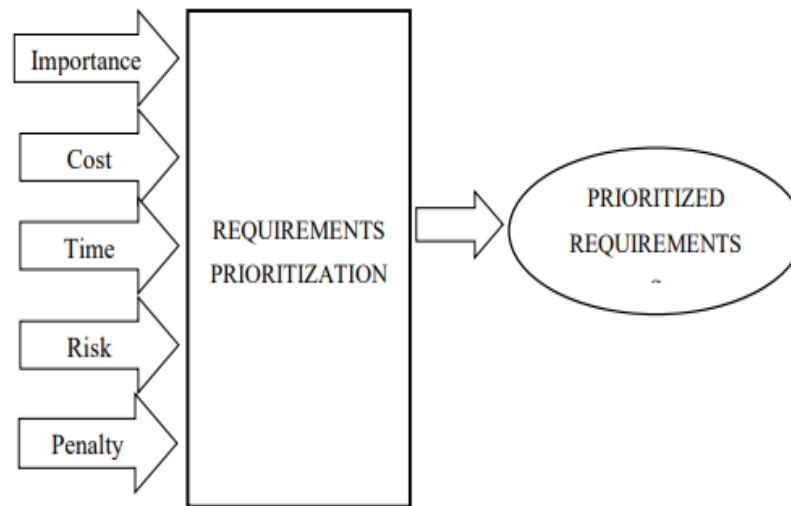 Importance
Cost
Time
Risk
Penalty
REQUIREMENTS
PRIORITIZATION
PRIORITIZED
REQUIREMENTS